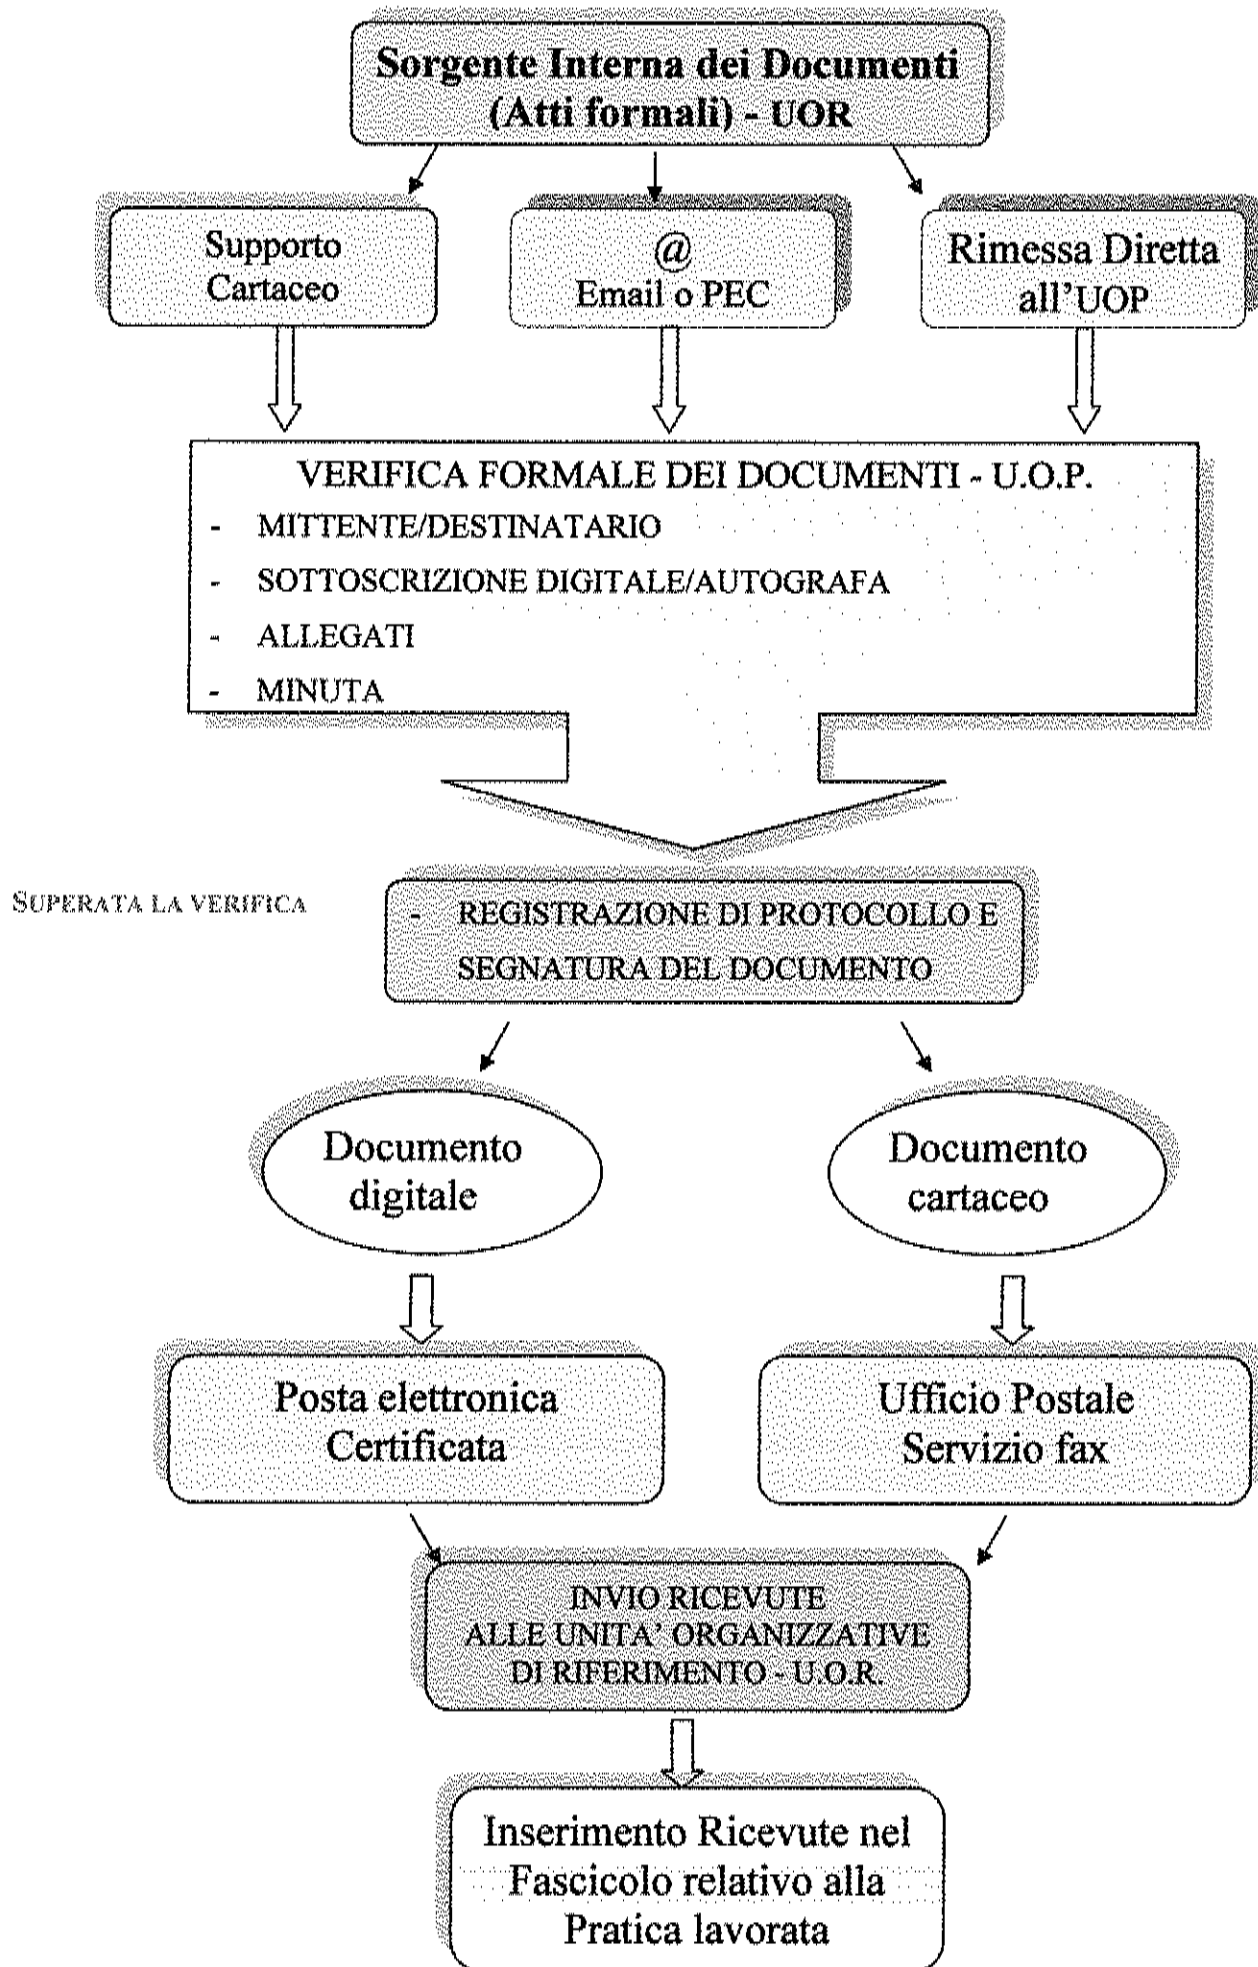 Sorgente Interna dei Documenti
(Atti formali) - UOR
Supporto
Cartaceo
@
Email o PEC
Rimessa Diretta
all'UOP
VERIFICA FORMALE DEI DOCUMENTI - U.O.P.
- MITTENTE/DESTINATARIO
- SOTTOSCRIZIONE DIGITALE/AUTOGRAFA
- ALLEGATI
- MINUTA
SUPERATA LA VERIFICA
- REGISTRAZIONE DI PROTOCOLLO E
SEGNATURA DEL DOCUMENTO
Documento
digitale
Documento
cartaceo
Posta elettronica
Certificata
Ufficio Postale
Servizio fax
INVIO RICEVUTE
ALLE UNITA' ORGANIZZATIVE
DI RIFERIMENTO - U.O.R.
Inserimento Ricevute nel
Fascicolo relativo alla
Pratica lavorata